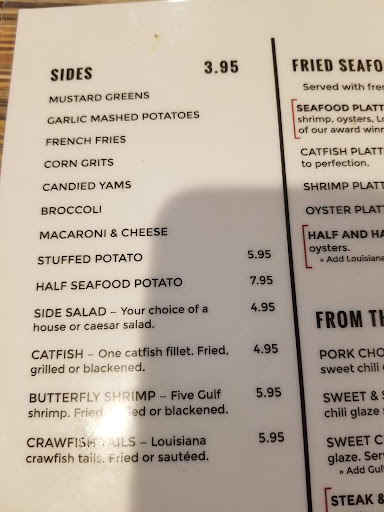 SIDES 3.95
MUSTARD GREENS
GARLIC MASHED POTATOES
FRENCH FRIES
CORN GRITS
CANDIED YAMS
BROCCOLI
MACARONI & CHEESE
STUFFED POTATO 5.95
HALF SEAFOOD POTATO 7.95
SIDE SALAD – Your choice of a 4.95
house or caesar salad.
CATFISH – One catfish fillet. Fried, 4.95
grilled or blackened.
BUTTERFLY SHRIMP – Five Gulf 5.95
shrimp. Fried or blackened.
CRAWFISH TAILS – Louisiana 5.95
crawfish tails. Fried or sautéed.
FRIED SEAFO
Served with fren
SEAFOOD PLATT
shrimp, oysters, Lo
of our award winn
CATFISH PLATT
to perfection.
SHRIMP PLATT
OYSTER PLATT
HALF AND HA
oysters.
» Add Louisiana
FROM TH
PORK CHO
sweet chili g
SWEET & S
chili glaze
SWEET C
glaze. Serv
» Add Gul
STEAK &